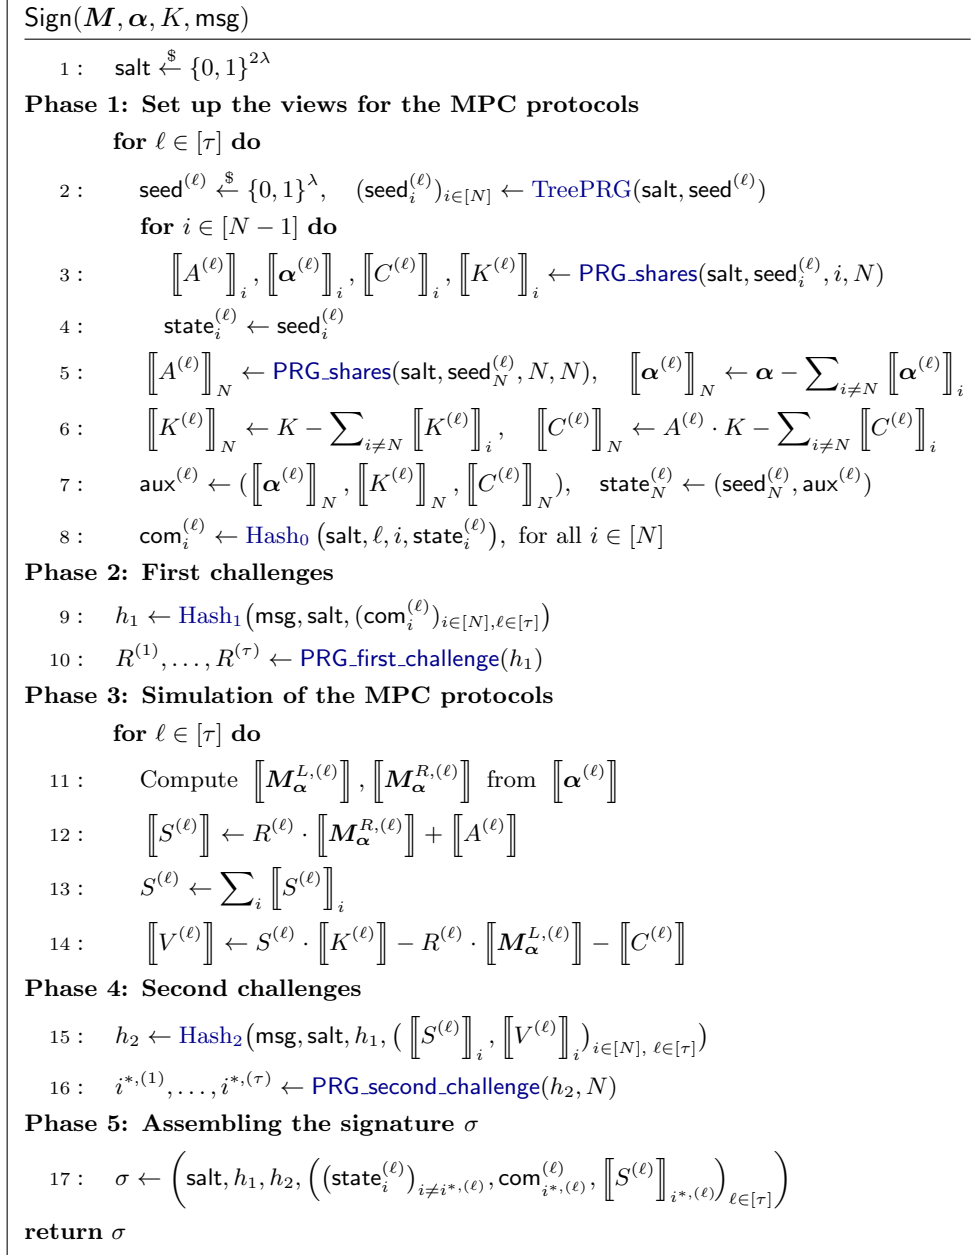 Sign(M, α, K, msg)
1 : salt ←$ {0, 1}^{2λ}
Phase 1: Set up the views for the MPC protocols
for ℓ ∈ [τ] do
2 : seed^{(ℓ)} ←$ {0, 1}^λ, (seed_i^{(ℓ)})_{i∈[N]} ← TreePRG(salt, seed^{(ℓ)})
for i ∈ [N − 1] do
3 : ⟦A^{(ℓ)}⟧_i, ⟦α^{(ℓ)}⟧_i, ⟦C^{(ℓ)}⟧_i, ⟦K^{(ℓ)}⟧_i ← PRG_shares(salt, seed_i^{(ℓ)}, i, N)
4 : state_i^{(ℓ)} ← seed_i^{(ℓ)}
5 : ⟦A^{(ℓ)}⟧_N ← PRG_shares(salt, seed_N^{(ℓ)}, N, N), ⟦α^{(ℓ)}⟧_N ← α − ∑_{i≠N} ⟦α^{(ℓ)}⟧_i
6 : ⟦K^{(ℓ)}⟧_N ← K − ∑_{i≠N} ⟦K^{(ℓ)}⟧_i, ⟦C^{(ℓ)}⟧_N ← A^{(ℓ)} · K − ∑_{i≠N} ⟦C^{(ℓ)}⟧_i
7 : aux^{(ℓ)} ← (⟦α^{(ℓ)}⟧_N, ⟦K^{(ℓ)}⟧_N, ⟦C^{(ℓ)}⟧_N), state_N^{(ℓ)} ← (seed_N^{(ℓ)}, aux^{(ℓ)})
8 : com_i^{(ℓ)} ← Hash_0 (salt, ℓ, i, state_i^{(ℓ)}), for all i ∈ [N]
Phase 2: First challenges
9 : h_1 ← Hash_1(msg, salt, (com_i^{(ℓ)})_{i∈[N],ℓ∈[τ]})
10 : R^{(1)}, . . . , R^{(τ)} ← PRG_first_challenge(h_1)
Phase 3: Simulation of the MPC protocols
for ℓ ∈ [τ] do
11 : Compute ⟦M_α^{L,(ℓ)}⟧, ⟦M_α^{R,(ℓ)}⟧ from ⟦α^{(ℓ)}⟧
12 : ⟦S^{(ℓ)}⟧ ← R^{(ℓ)} · ⟦M_α^{R,(ℓ)}⟧ + ⟦A^{(ℓ)}⟧
13 : S^{(ℓ)} ← ∑_i ⟦S^{(ℓ)}⟧_i
14 : ⟦V^{(ℓ)}⟧ ← S^{(ℓ)} · ⟦K^{(ℓ)}⟧ − R^{(ℓ)} · ⟦M_α^{L,(ℓ)}⟧ − ⟦C^{(ℓ)}⟧
Phase 4: Second challenges
15 : h_2 ← Hash_2(msg, salt, h_1, (⟦S^{(ℓ)}⟧_i, ⟦V^{(ℓ)}⟧_i)_{i∈[N], ℓ∈[τ]})
16 : i^{*,(1)}, . . . , i^{*,(τ)} ← PRG_second_challenge(h_2, N)
Phase 5: Assembling the signature σ
17 : σ ← (salt, h_1, h_2, ((state_i^{(ℓ)})_{i≠i^{*,(ℓ)}}, com_{i^{*,(ℓ)}}^{(ℓ)}, ⟦S^{(ℓ)}⟧_{i^{*,(ℓ)}})_{ℓ∈[τ]})
return σ